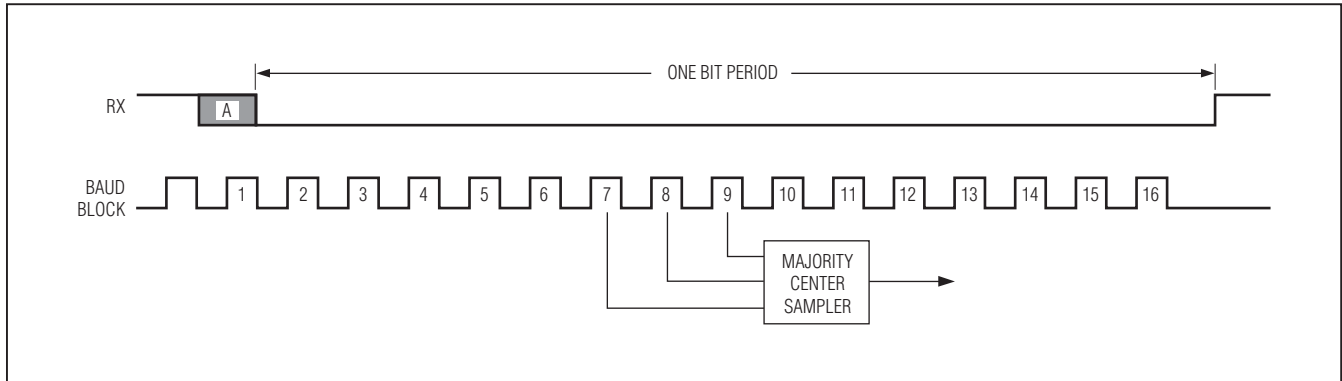 ONE BIT PERIOD
RX
A
BAUD
BLOCK
1 2 3 4 5 6 7 8 9 10 11 12 13 14 15 16
MAJORITY
CENTER
SAMPLER